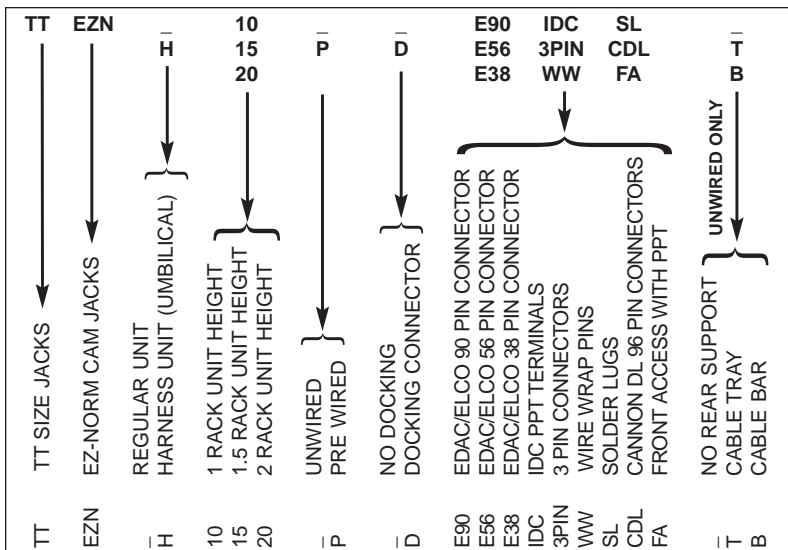 TT EZN _ 10 _ _ E90 IDC SL _
H 15 P D E56 3PIN CDL T
20 E38 WW FA B
UNWIRED ONLY
TT SIZE JACKS
EZ-NORM CAM JACKS
REGULAR UNIT
HARNESS UNIT (UMBILICAL)
1 RACK UNIT HEIGHT
1.5 RACK UNIT HEIGHT
2 RACK UNIT HEIGHT
UNWIRED
PRE WIRED
NO DOCKING
DOCKING CONNECTOR
EDAC/ELCO 90 PIN CONNECTOR
EDAC/ELCO 56 PIN CONNECTOR
EDAC/ELCO 38 PIN CONNECTOR
IDC PPT TERMINALS
3 PIN CONNECTORS
WIRE WRAP PINS
SOLDER LUGS
CANNON DL 96 PIN CONNECTORS
FRONT ACCESS WITH PPT
NO REAR SUPPORT
CABLE TRAY
CABLE BAR
TT
EZN
_
H
10
15
20
_
P
_
D
E90
E56
E38
IDC
3PIN
WW
SL
CDL
FA
_
T
B